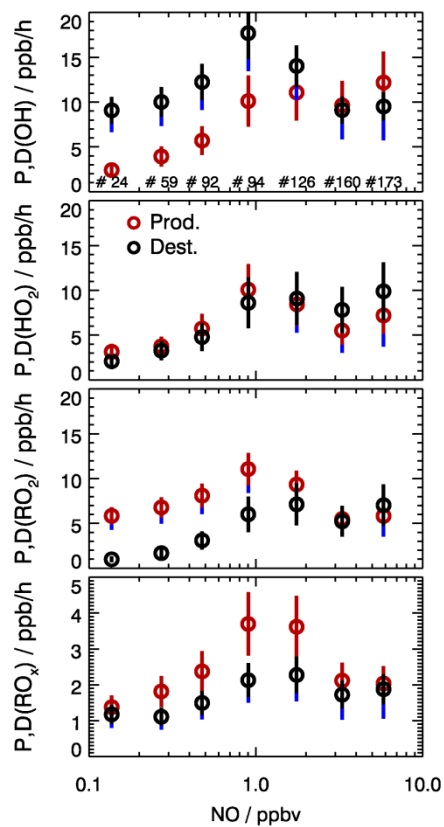 P,D(OH) / ppb/h
20
15
10
5
0
# 24 # 59 # 92 # 94 #126 #160 #173
P,D(HO₂) / ppb/h
20
15
10
5
0
Prod.
Dest.
P,D(RO₂) / ppb/h
20
15
10
5
0
P,D(ROₓ) / ppb/h
5
4
3
2
1
0
0.1 1.0 10.0
NO / ppbv